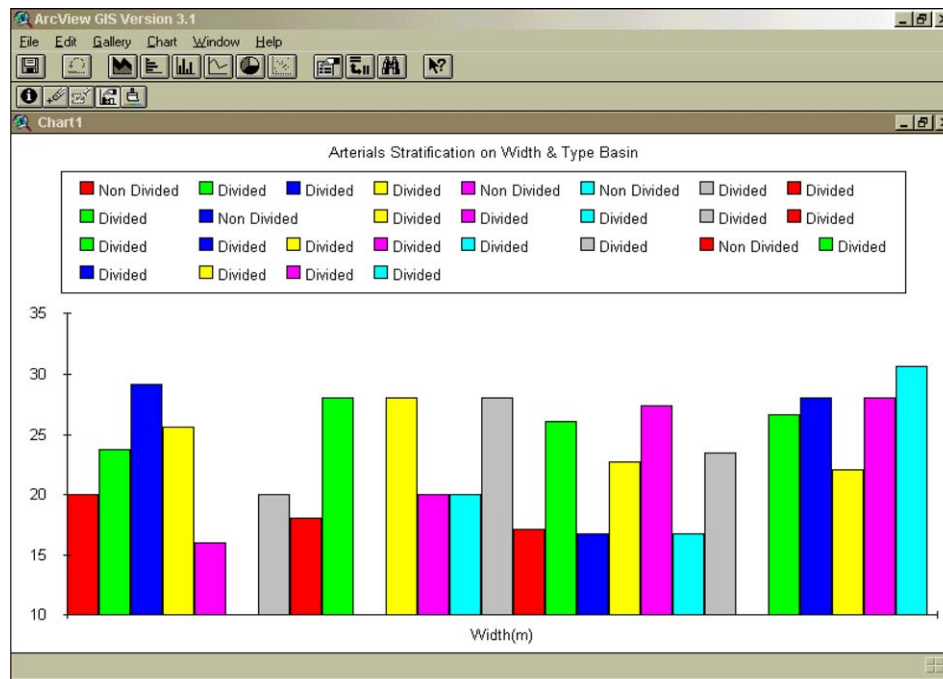 ArcView GIS Version 3.1
File Edit Gallery Chart Window Help
Chart1
Arterials Stratification on Width & Type Basin
Non Divided Divided Divided Divided Non Divided Non Divided Divided Divided
Divided Non Divided Divided Divided Divided Divided Divided
Divided Divided Divided Divided Divided Divided Non Divided Divided
Divided Divided Divided Divided
35
30
25
20
15
10
Width(m)